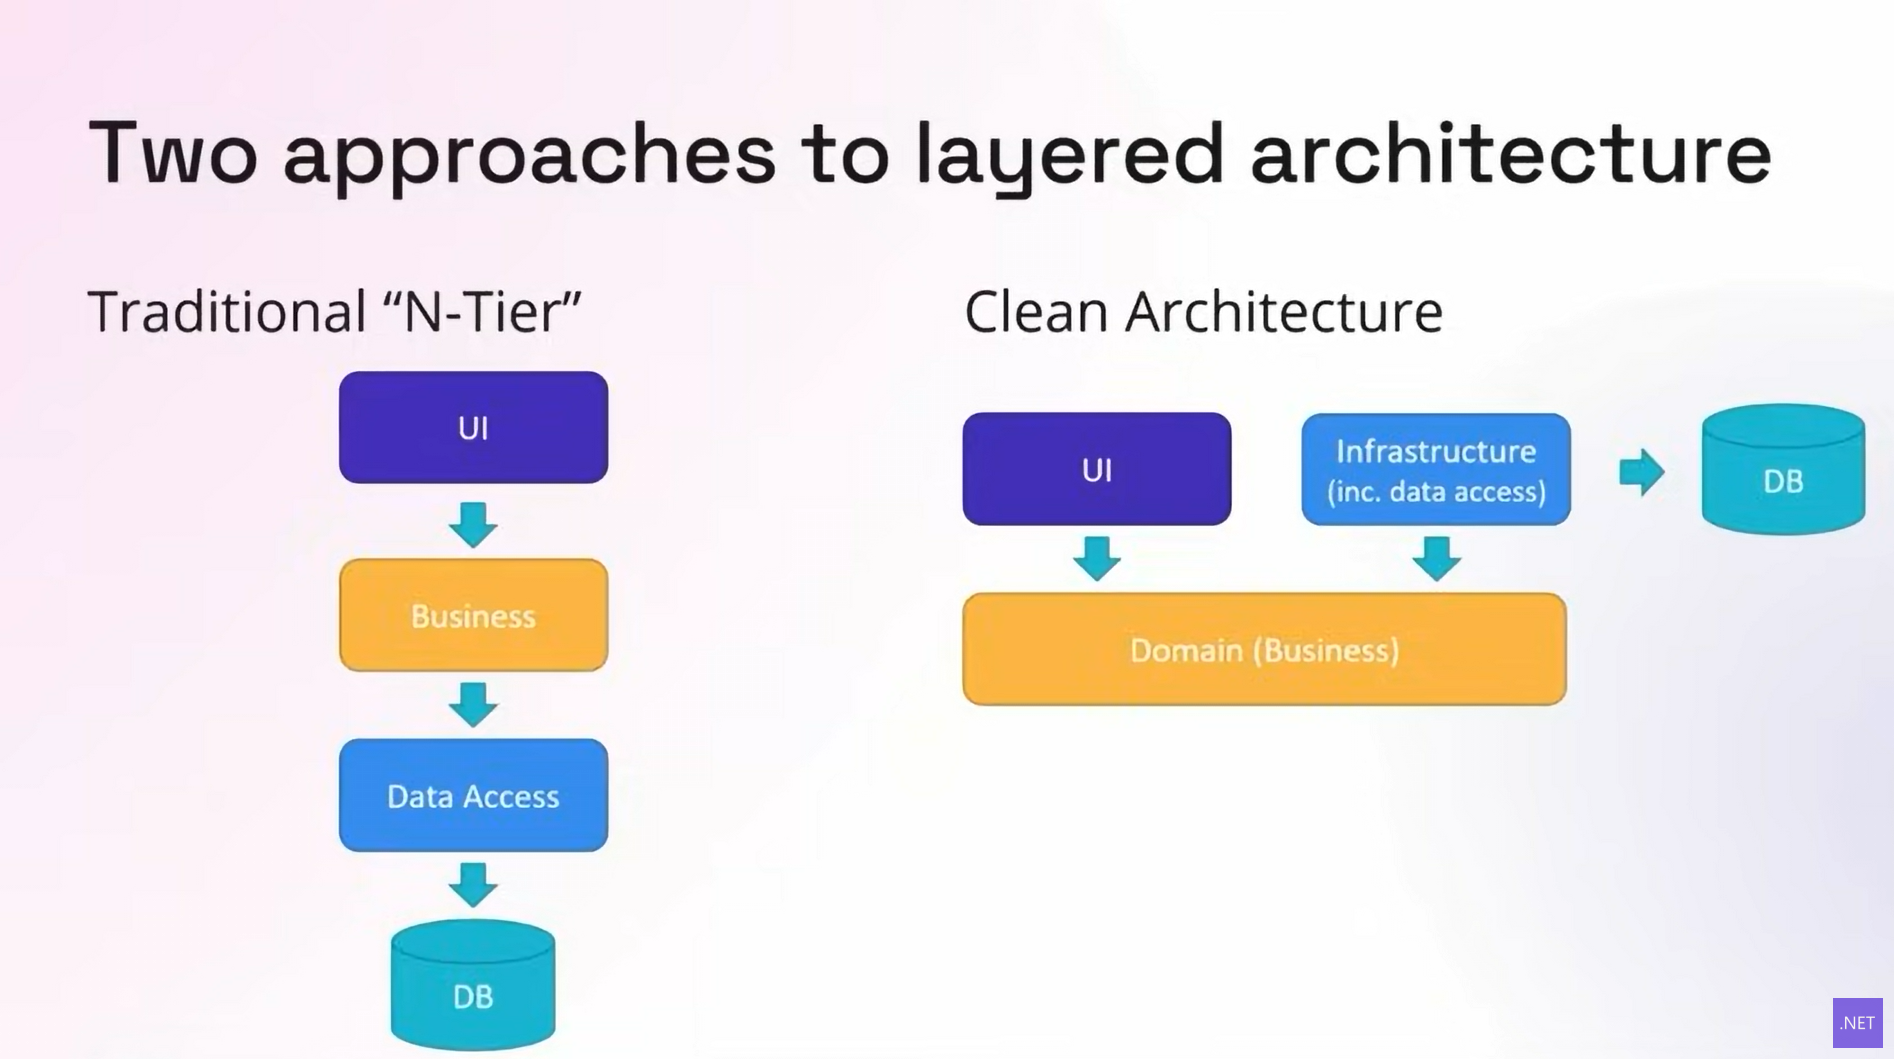 Two approaches to layered architecture
Traditional “N-Tier”
UI
Business
Data Access
DB
Clean Architecture
UI
Infrastructure
(inc. data access)
DB
Domain (Business)
.NET